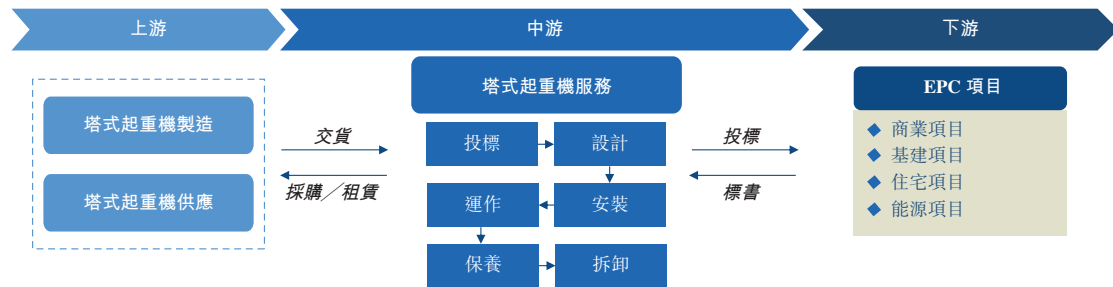 上游
中游
下游
塔式起重機製造
塔式起重機供應
交貨
採購／租賃
塔式起重機服務
投標
設計
運作
安裝
保養
拆卸
投標
標書
EPC 項目
◆ 商業項目
◆ 基建項目
◆ 住宅項目
◆ 能源項目